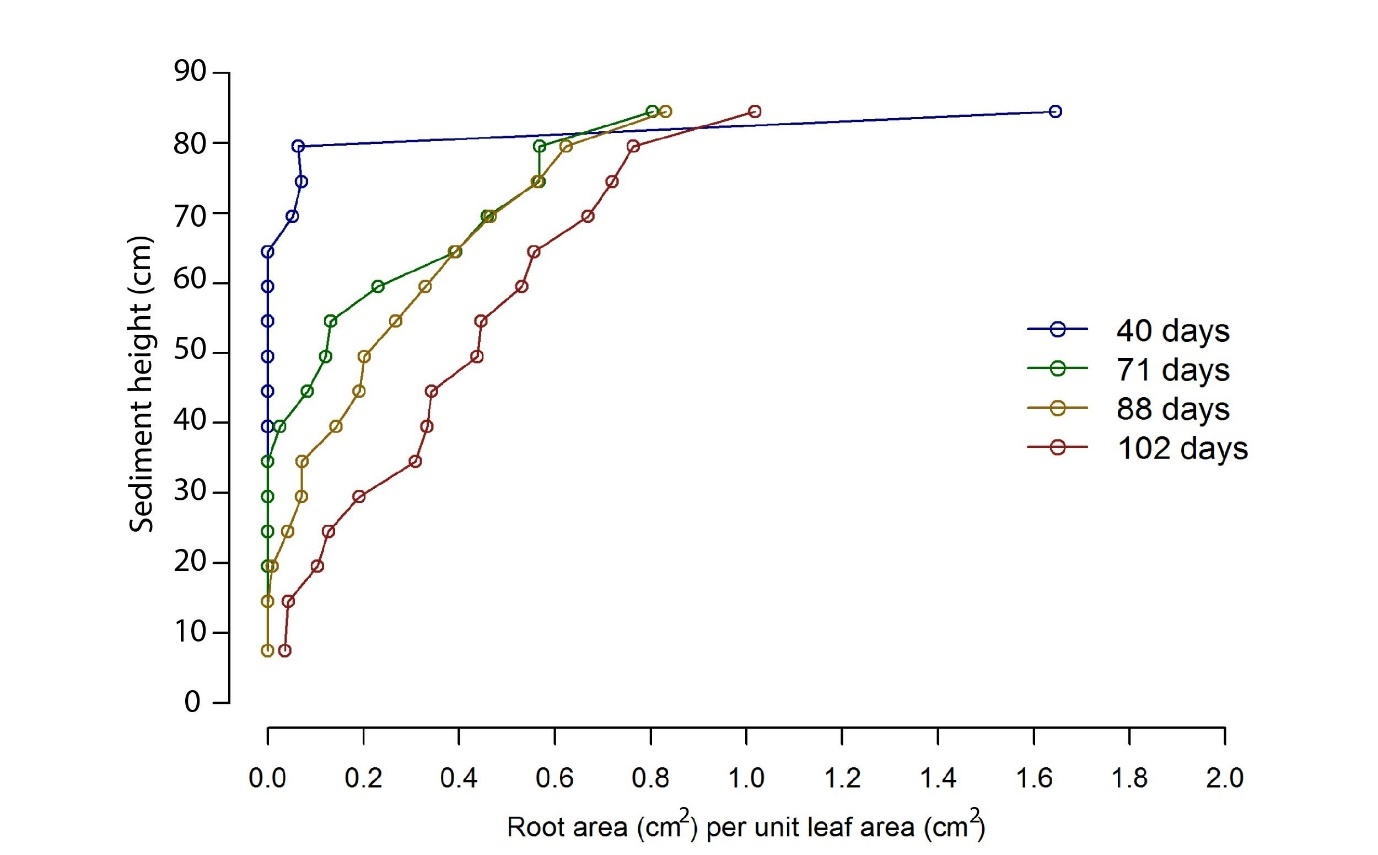 90
80
70
60
50
40
30
20
10
0
Sediment height (cm)
40 days
71 days
88 days
102 days
0.0 0.2 0.4 0.6 0.8 1.0 1.2 1.4 1.6 1.8 2.0
Root area (cm²) per unit leaf area (cm²)